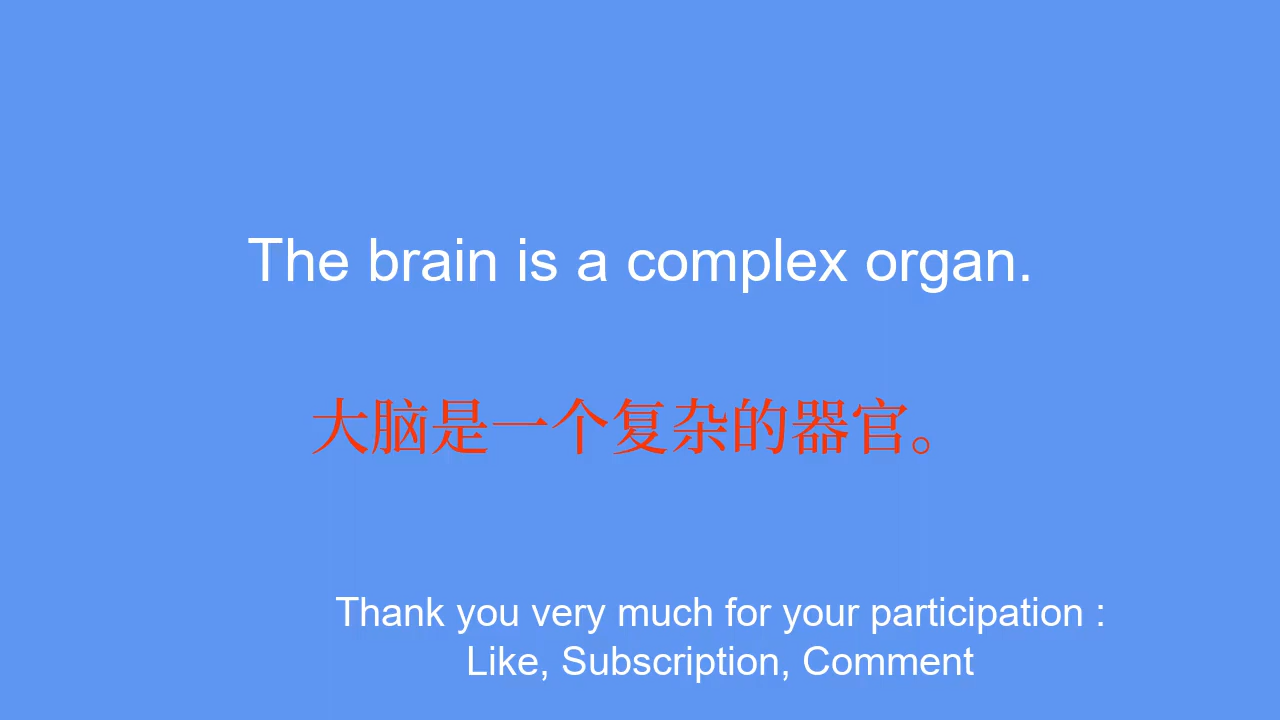 The brain is a complex organ.
大脑是一个复杂的器官。
Thank you very much for your participation :
Like, Subscription, Comment